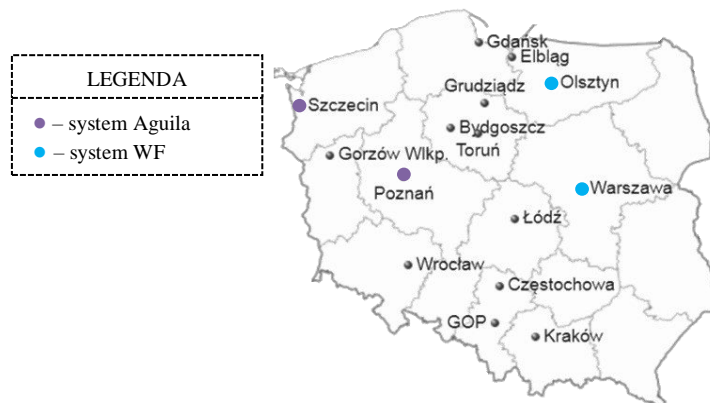 LEGENDA
– system Aguila
– system WF
Gdańsk
Elbląg
Olsztyn
Grudziądz
Szczecin
Bydgoszcz
Toruń
Gorzów Wlkp.
Poznań
Warszawa
Łódź
Wrocław
Częstochowa
GOP
Kraków